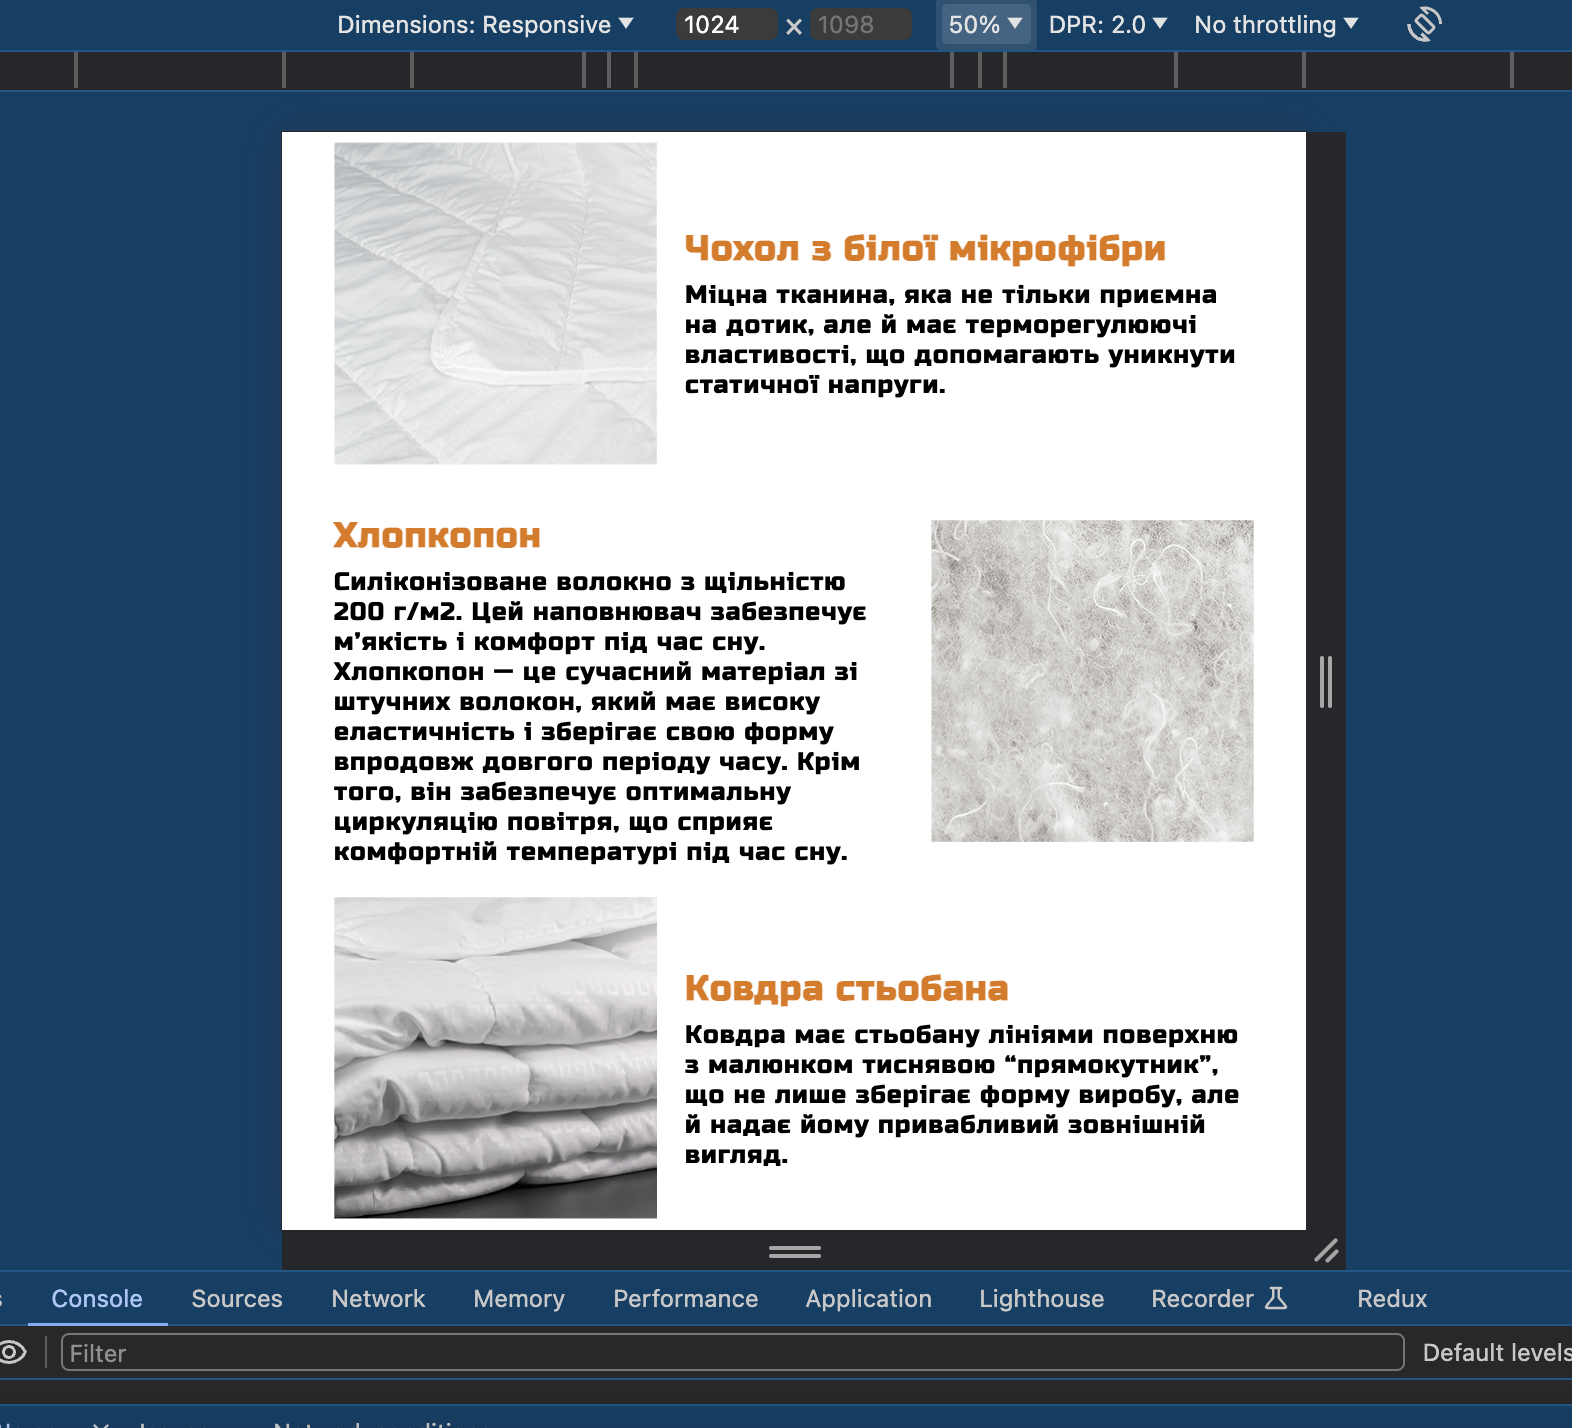 Dimensions: Responsive 1024 × 1098 50% DPR: 2.0 No throttling
Чохол з білої мікрофібри
Міцна тканина, яка не тільки приємна
на дотик, але й має терморегулюючі
властивості, що допомагають уникнути
статичної напруги.
Хлопкопон
Силіконізоване волокно з щільністю
200 г/м2. Цей наповнювач забезпечує
м’якість і комфорт під час сну.
Хлопкопон — це сучасний матеріал зі
штучних волокон, який має високу
еластичність і зберігає свою форму
впродовж довгого періоду часу. Крім
того, він забезпечує оптимальну
циркуляцію повітря, що сприяє
комфортній температурі під час сну.
Ковдра стьобана
Ковдра має стьобану лініями поверхню
з малюнком тиснявою “прямокутник”,
що не лише зберігає форму виробу, але
й надає йому привабливий зовнішній
вигляд.
Console Sources Network Memory Performance Application Lighthouse Recorder Redux
Filter Default levels